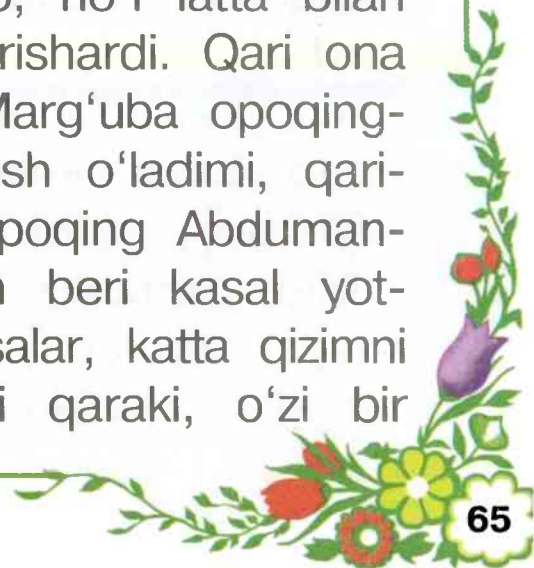 ho'l latta bilan
rishardi. Qari ona
Marg‘uba opoqing-
sh o‘ladimi, qari-
poqing Abduman-
beri kasal yot-
salar, katta qizimni
i qaraki, o‘zi bir
65